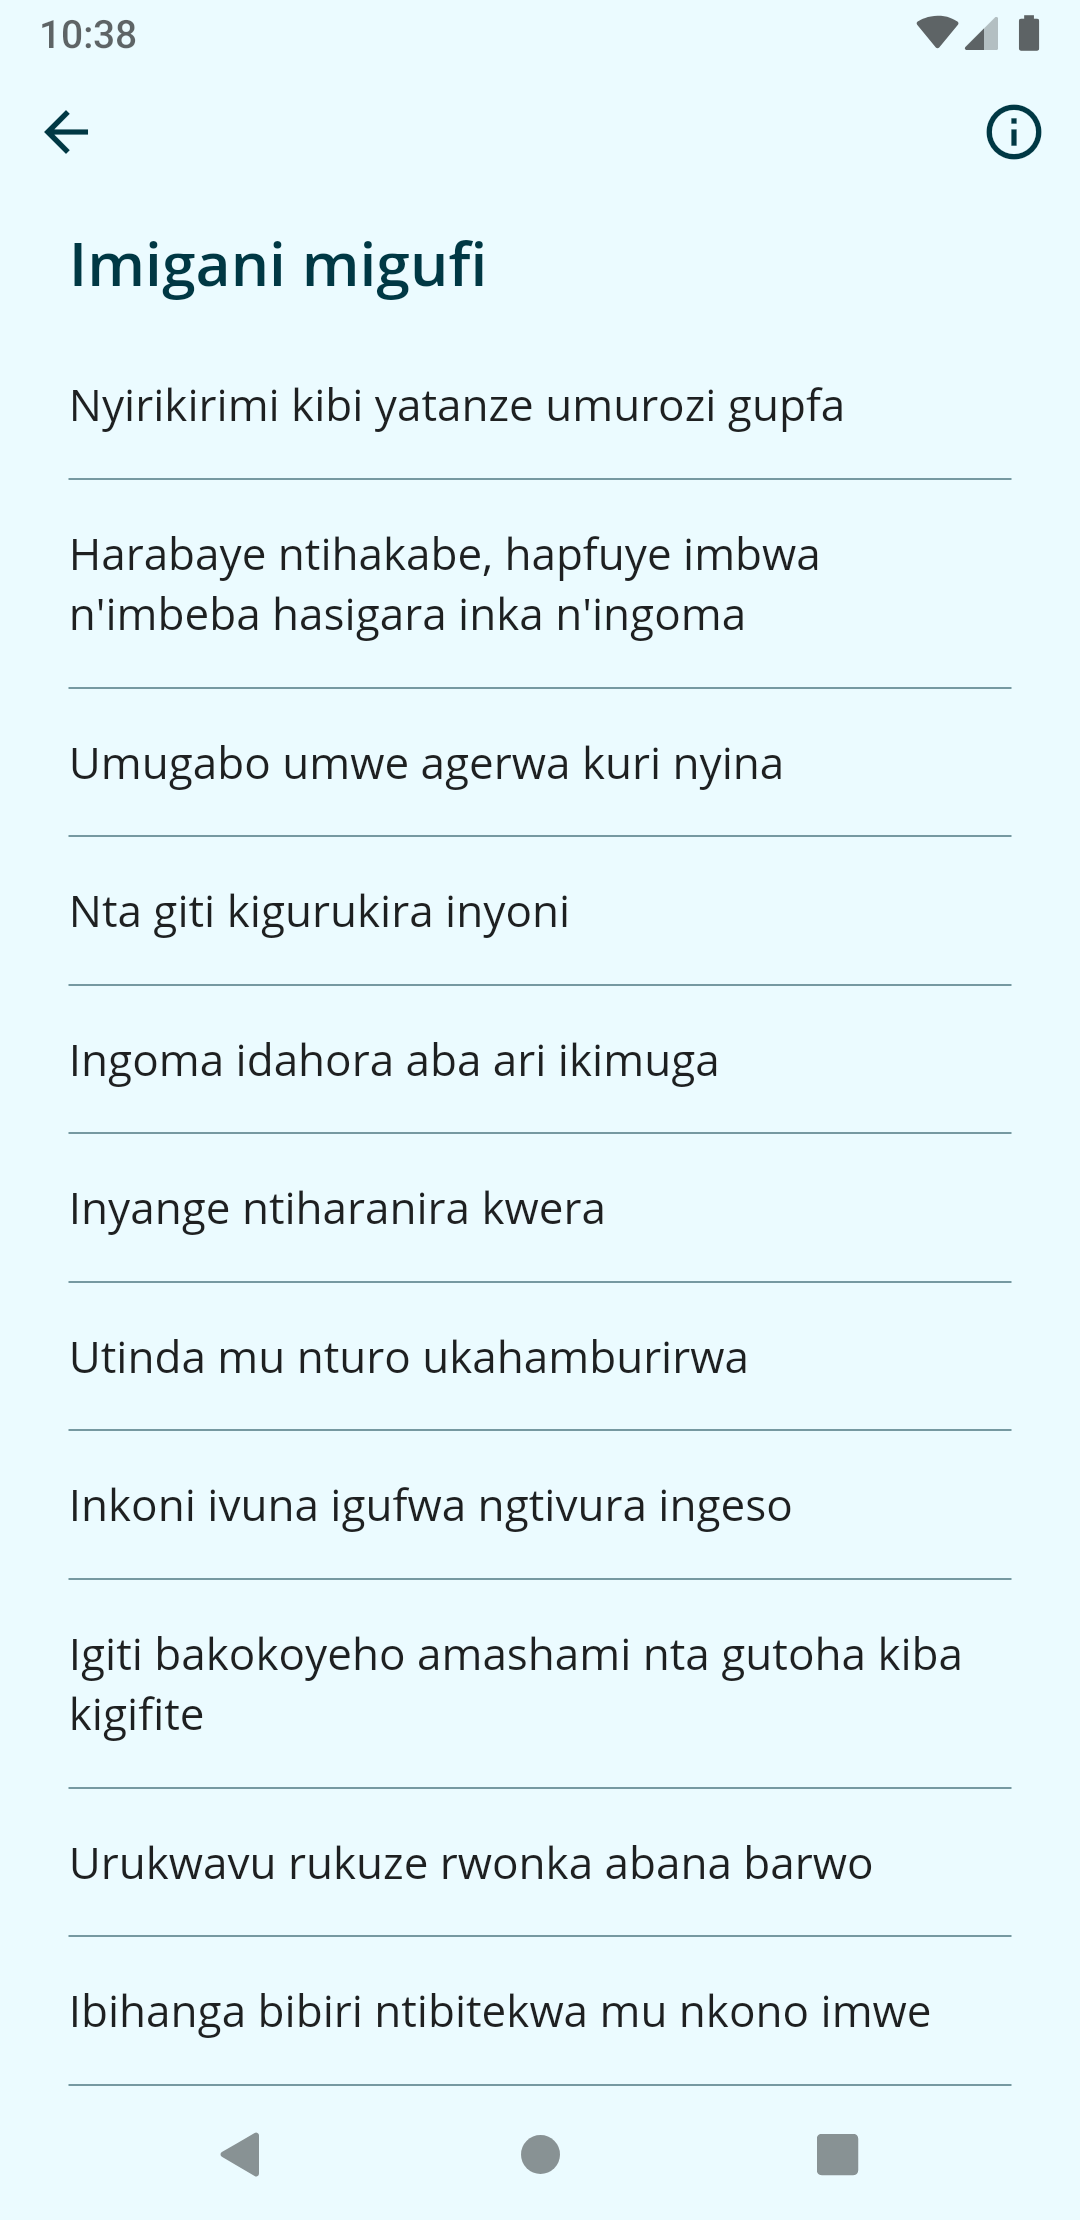 10:38
Imigani migufi
Nyirikirimi kibi yatanze umurozi gupfa
Harabaye ntihakabe, hapfuye imbwa
n'imbeba hasigara inka n'ingoma
Umugabo umwe agerwa kuri nyina
Nta giti kigurukira inyoni
Ingoma idahora aba ari ikimuga
Inyange ntiharanira kwera
Utinda mu nturo ukahamburirwa
Inkoni ivuna igufwa ngtivura ingeso
Igiti bakokoyeho amashami nta gutoha kiba
kigifite
Urukwavu rukuze rwonka abana barwo
Ibihanga bibiri ntibitekwa mu nkono imwe